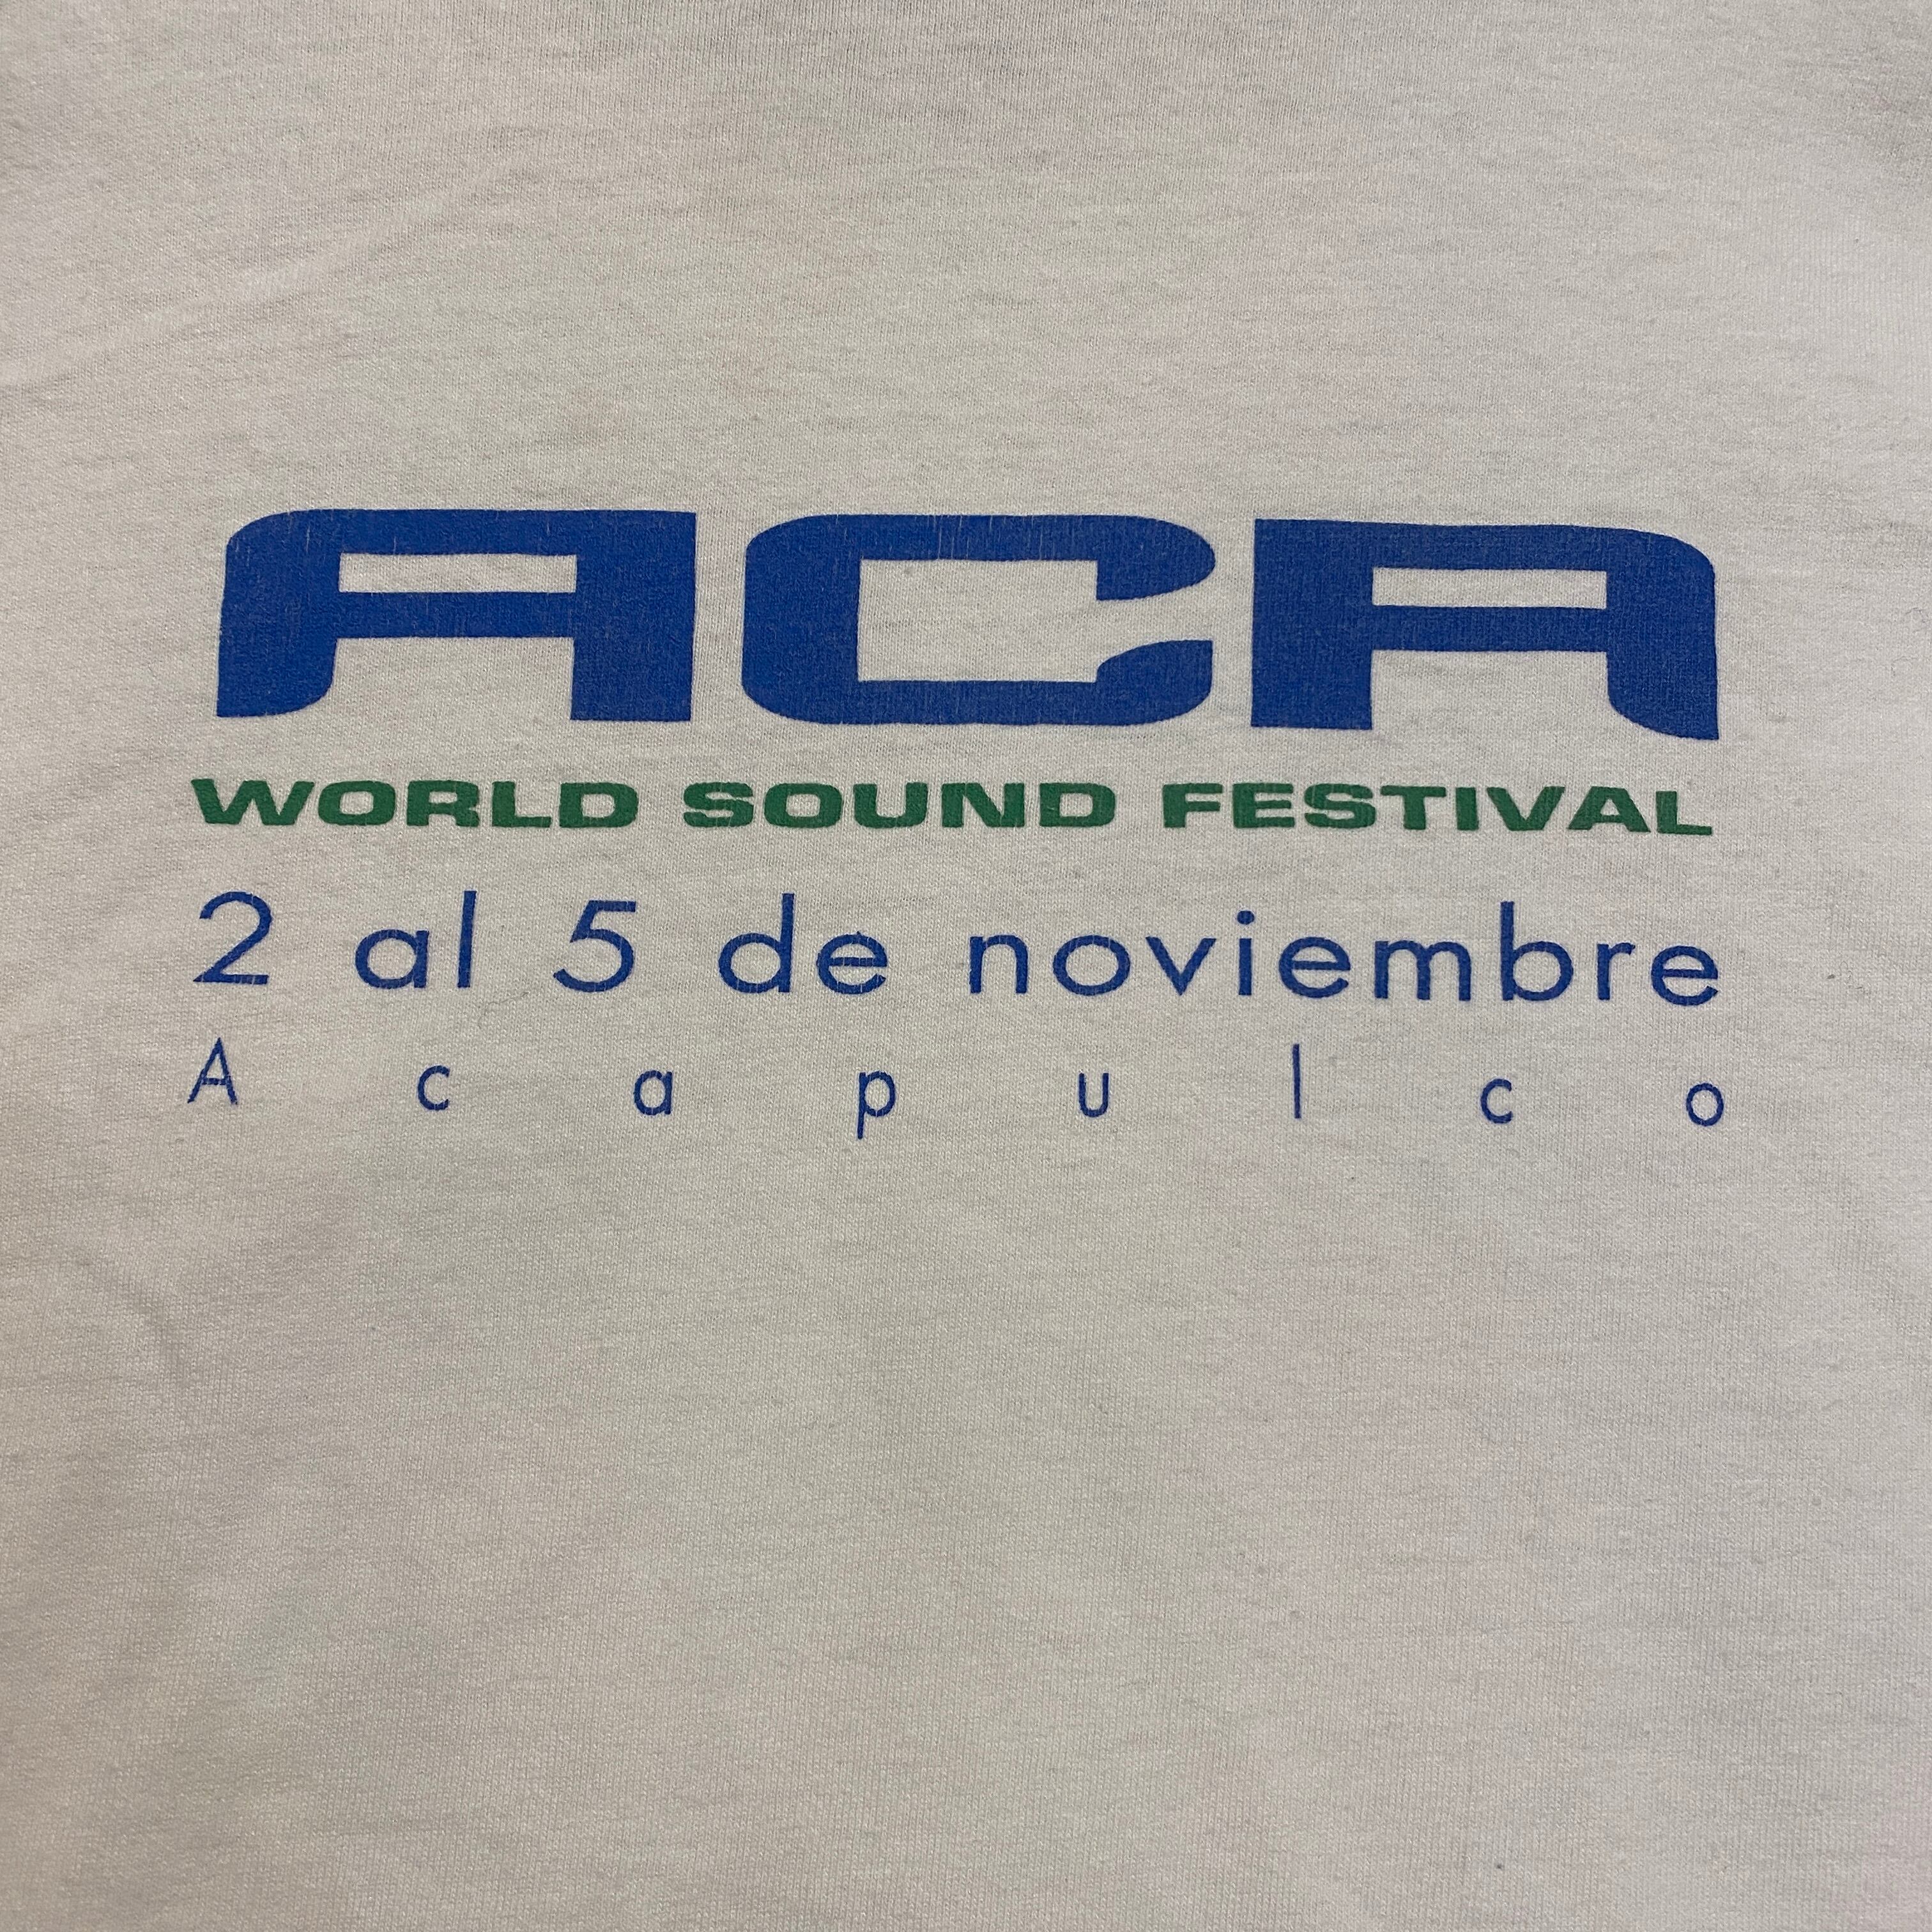 ACA
WORLD SOUND FESTIVAL
2 al 5 de noviembre
Acapulco